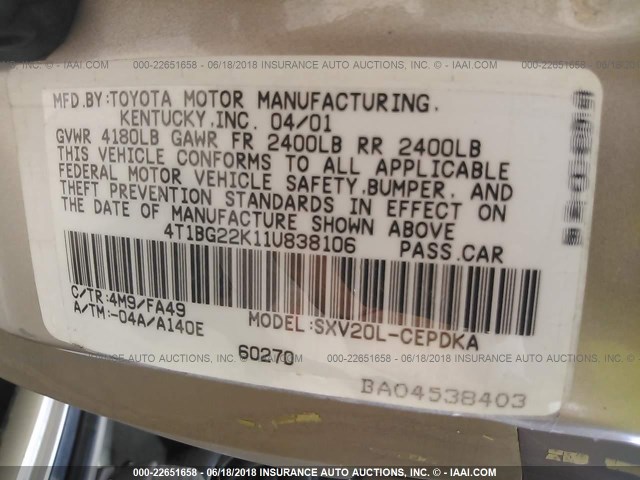 000-22651658 - 06/18/2018 INSURANCE AUTO AUCTIONS, INC. - © IAAI.COM
MFD.BY:TOYOTA MOTOR MANUFACTURING.
KENTUCKY,INC. 04/01
GVWR 4180LB GAWR FR 2400LB RR 2400LB
THIS VEHICLE CONFORMS TO ALL APPLICABLE
FEDERAL MOTOR VEHICLE SAFETY,BUMPER, AND
THEFT PREVENTION STANDARDS IN EFFECT ON
THE DATE OF MANUFACTURE SHOWN ABOVE
4T1BG22K11U838106 PASS.CAR
C/TR:4M9/FA49
A/TM:-04A/A140E
MODEL:SXV20L-CEPDKA
60270
BA04538403
000-22651658 - 06/18/2018 INSURANCE AUTO AUCTIONS, INC. - © IAAI.COM